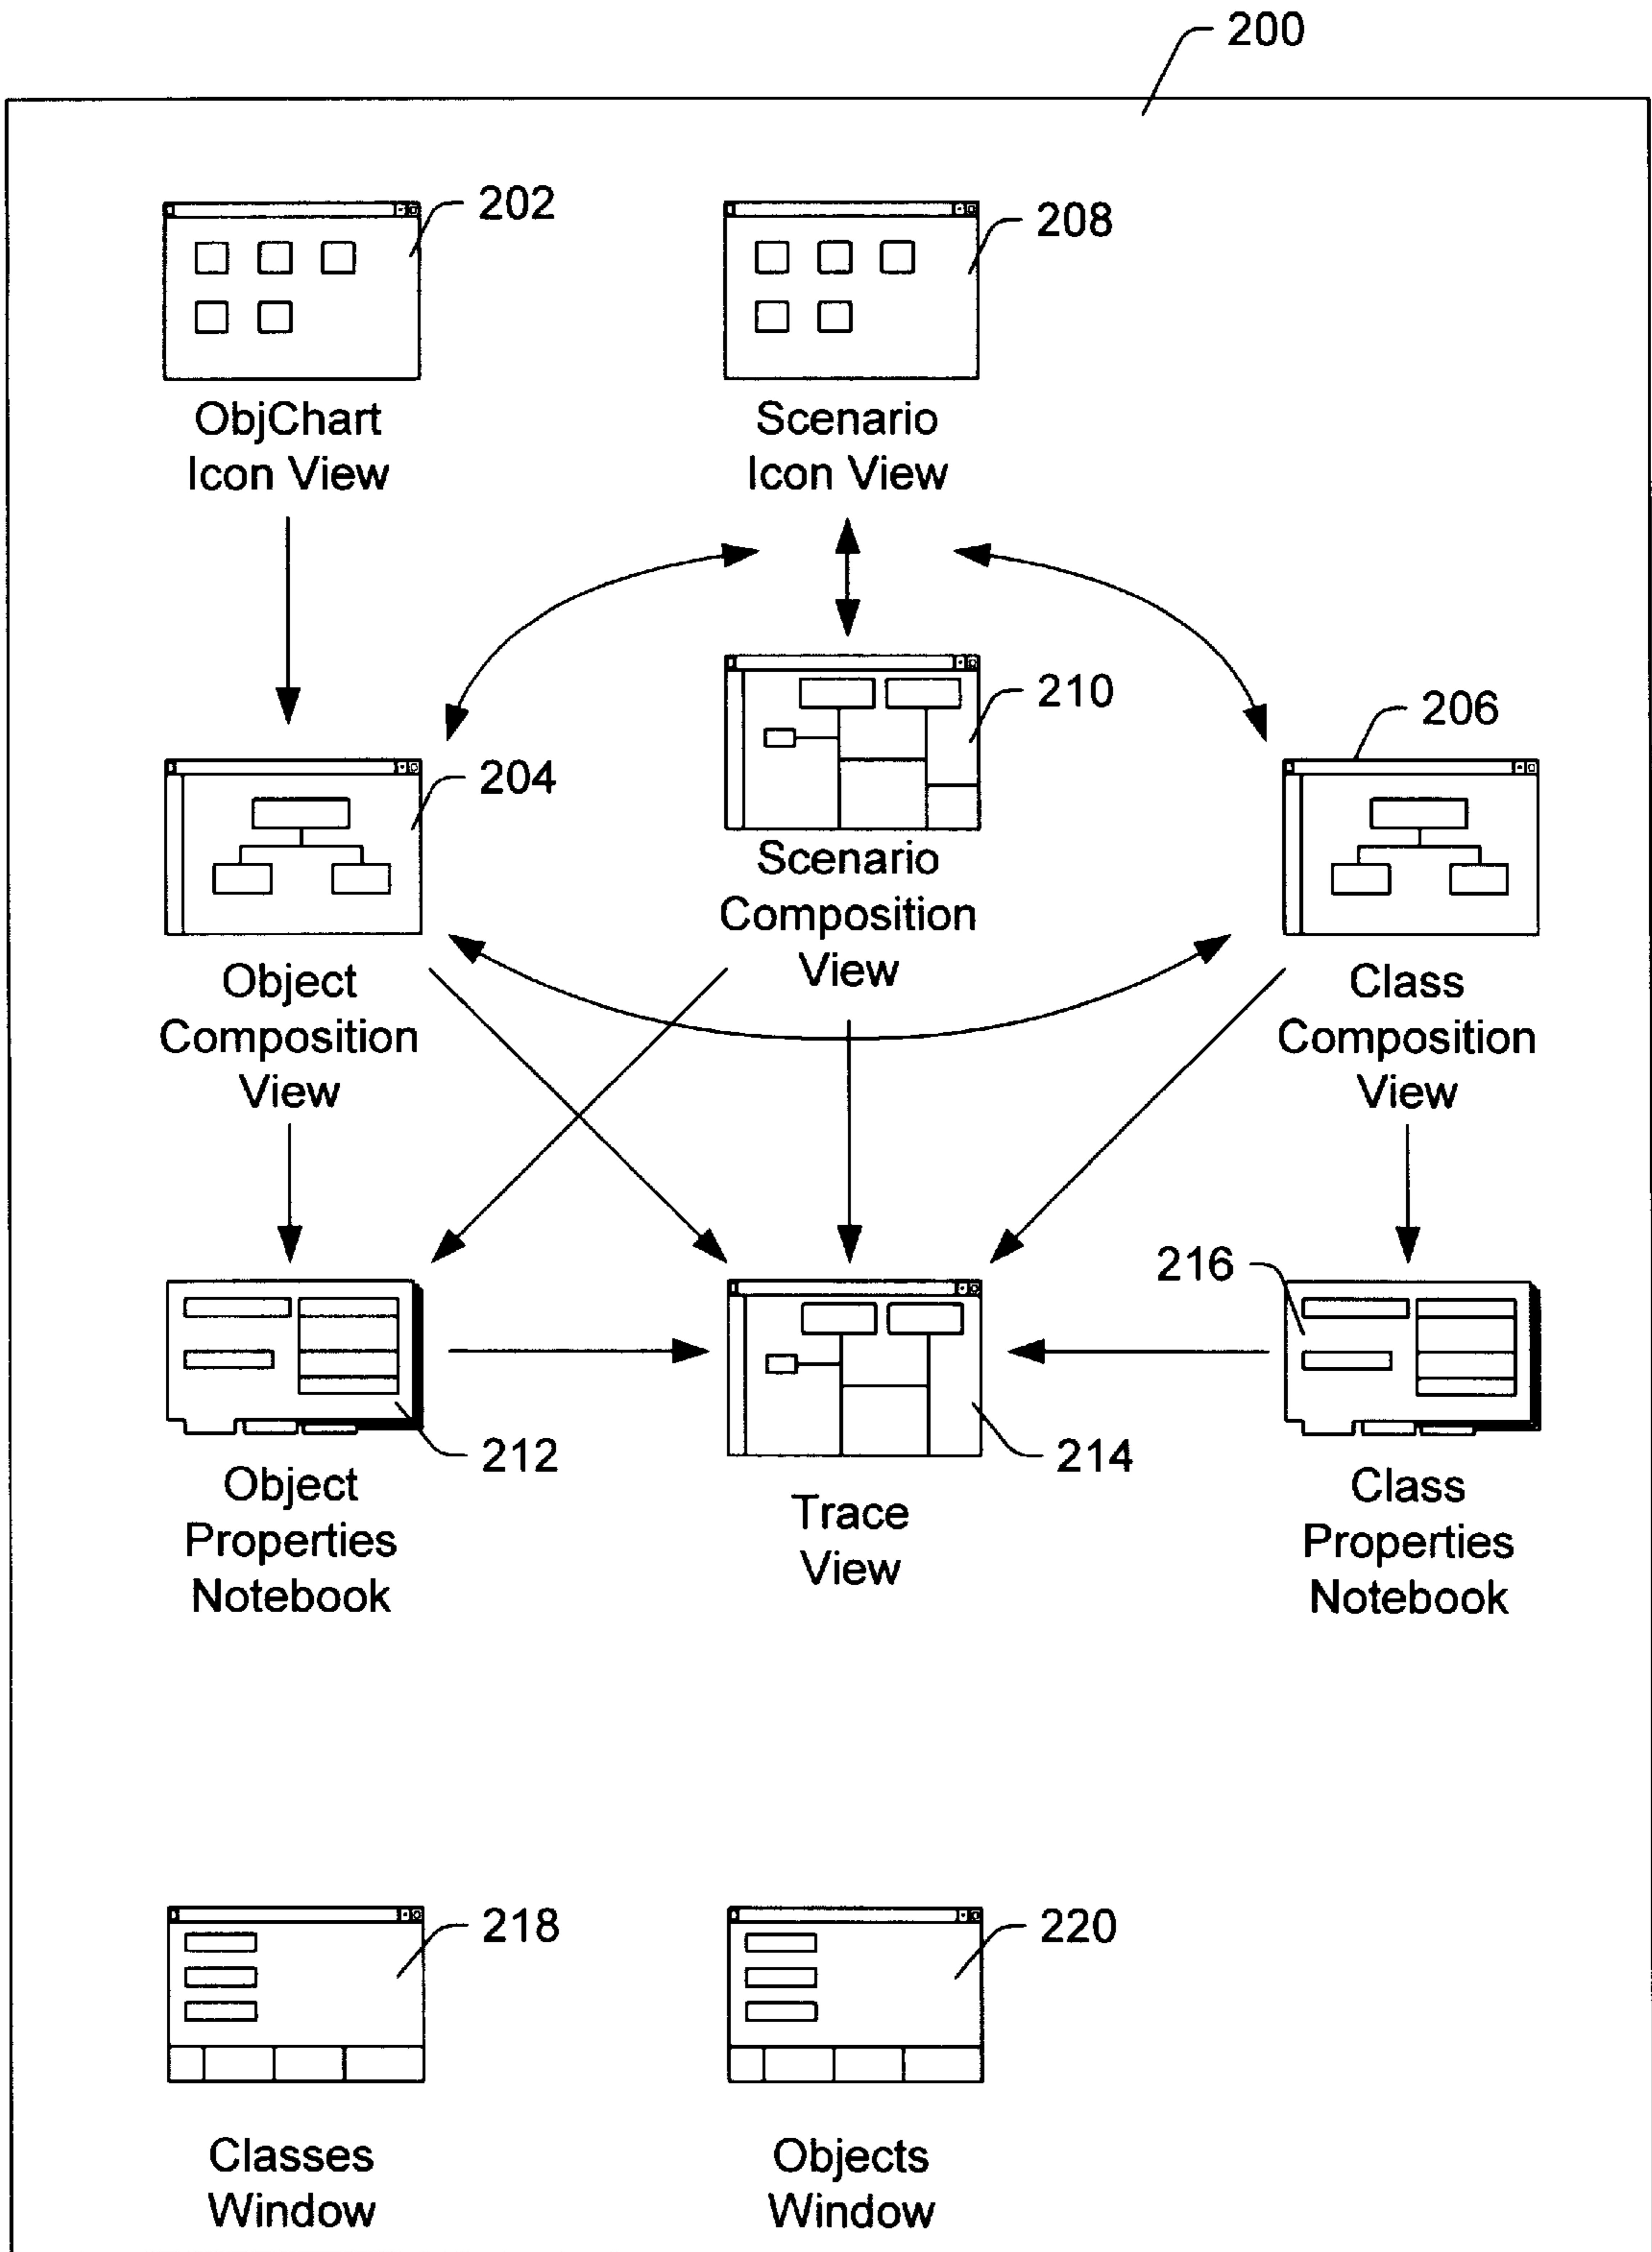 200
202
208
ObjChart
Icon View
Scenario
Icon View
210
206
204
Scenario
Composition
View
Object
Composition
View
Class
Composition
View
216
212
214
Object
Properties
Notebook
Trace
View
Class
Properties
Notebook
218
220
Classes
Window
Objects
Window